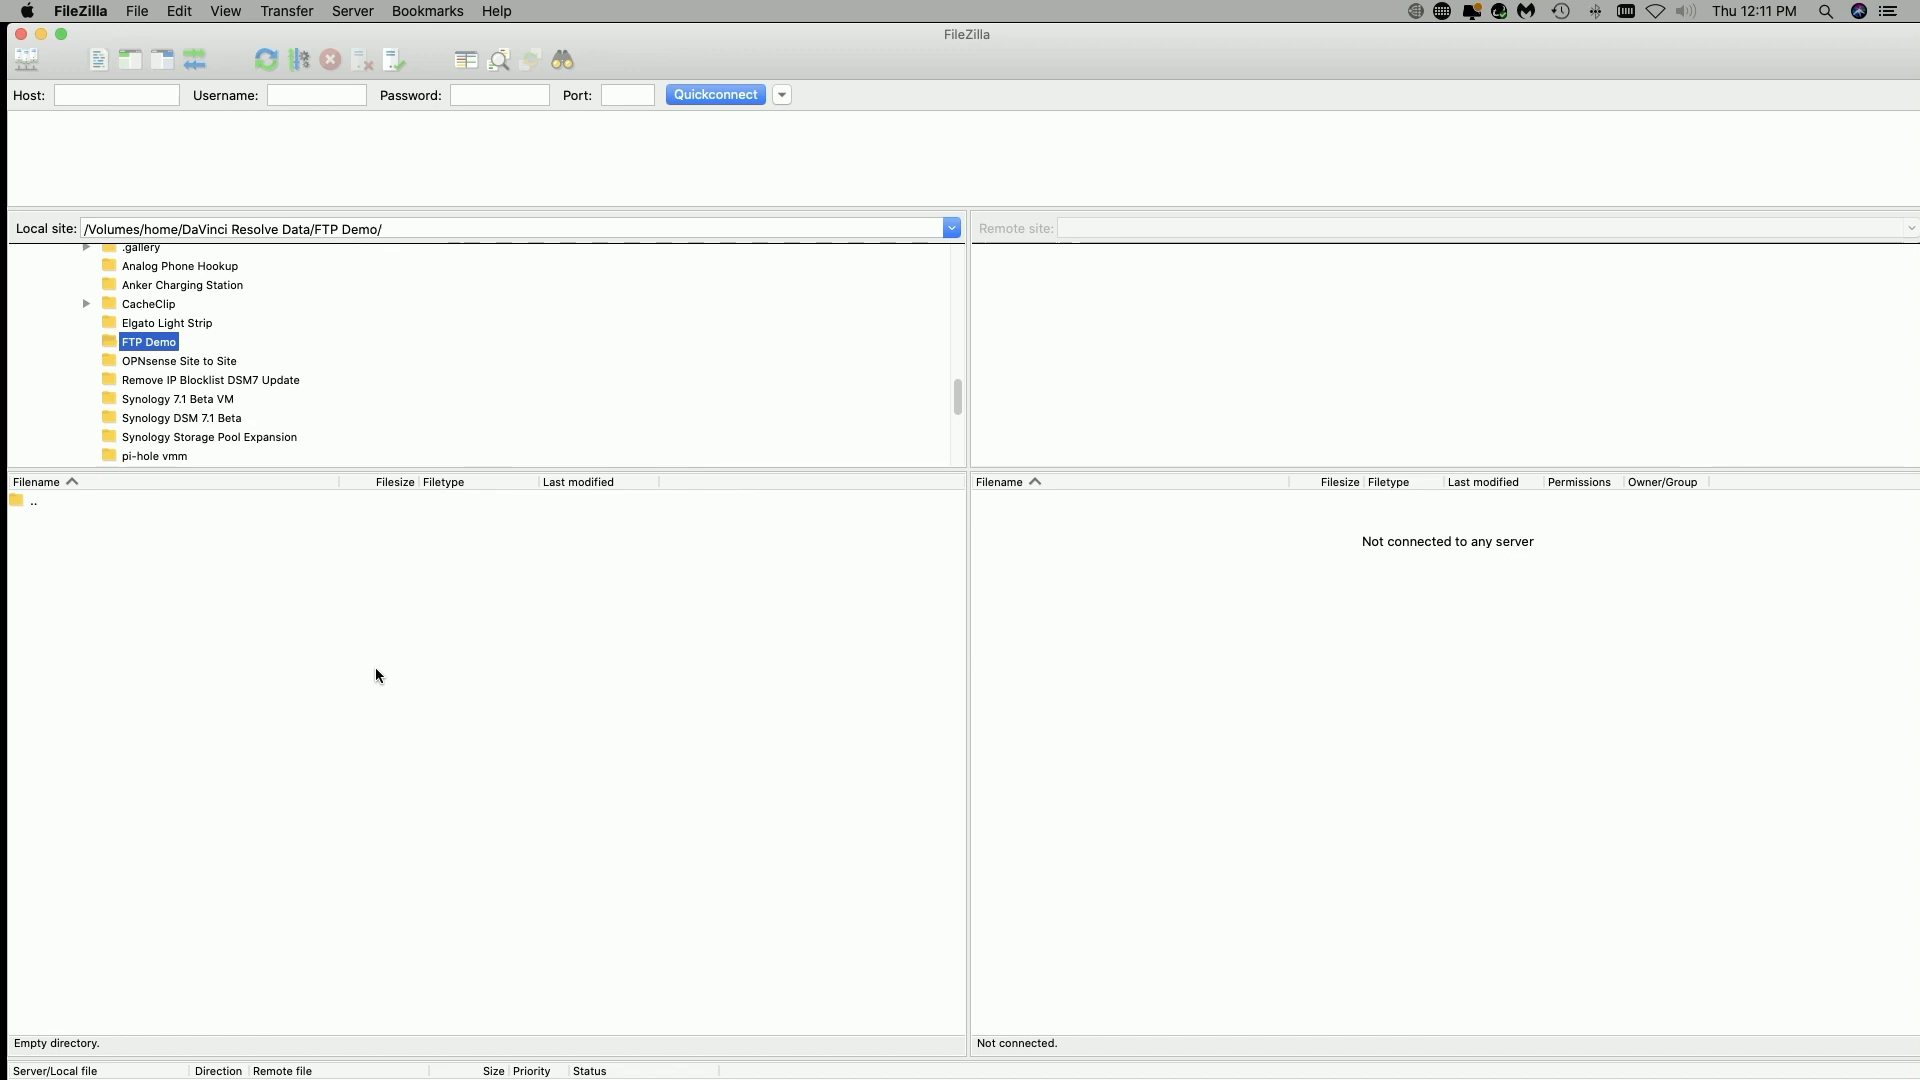 FileZilla File Edit View Transfer Server Bookmarks Help Thu 12:11 PM
FileZilla
Host: Username: Password: Port: Quickconnect
Local site: /Volumes/home/DaVinci Resolve Data/FTP Demo/
Remote site:
.gallery
Analog Phone Hookup
Anker Charging Station
CacheClip
Elgato Light Strip
FTP Demo
OPNsense Site to Site
Remove IP Blocklist DSM7 Update
Synology 7.1 Beta VM
Synology DSM 7.1 Beta
Synology Storage Pool Expansion
pi-hole vmm
Filename Filesize Filetype Last modified
..
Empty directory.
Filename Filesize Filetype Last modified Permissions Owner/Group
Not connected to any server
Not connected.
Server/Local file Direction Remote file Size Priority Status